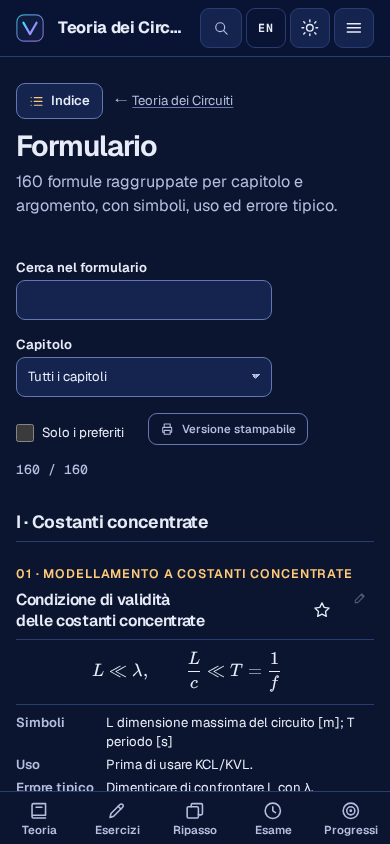 Teoria dei Circ...
EN
Indice
← Teoria dei Circuiti
Formulario
160 formule raggruppate per capitolo e
argomento, con simboli, uso ed errore tipico.
Cerca nel formulario
Capitolo
Tutti i capitoli
Solo i preferiti
Versione stampabile
160 / 160
I · Costanti concentrate
01 · MODELLAMENTO A COSTANTI CONCENTRATE
Condizione di validità
delle costanti concentrate
L ≪ λ, L/c ≪ T = 1/f
Simboli L dimensione massima del circuito [m]; T
periodo [s]
Uso Prima di usare KCL/KVL.
Errore tipico Dimenticare di confrontare L con λ.
Teoria Esercizi Ripasso Esame Progressi